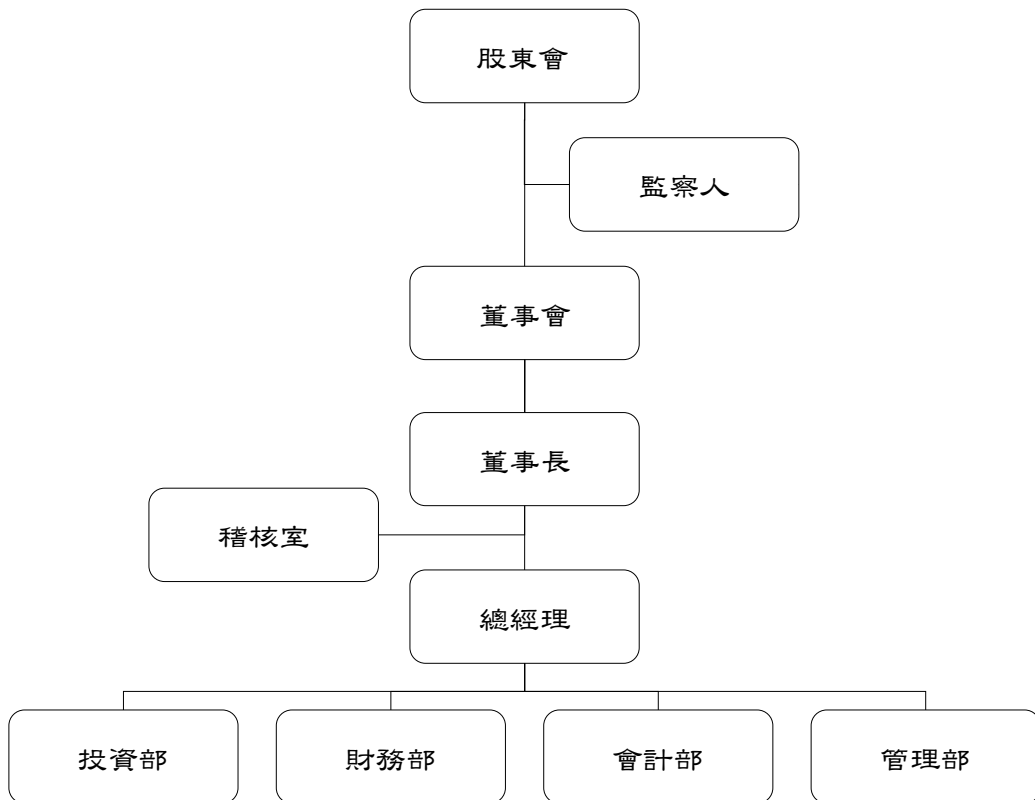 股東會
監察人
董事會
董事長
稽核室
總經理
投資部
財務部
會計部
管理部